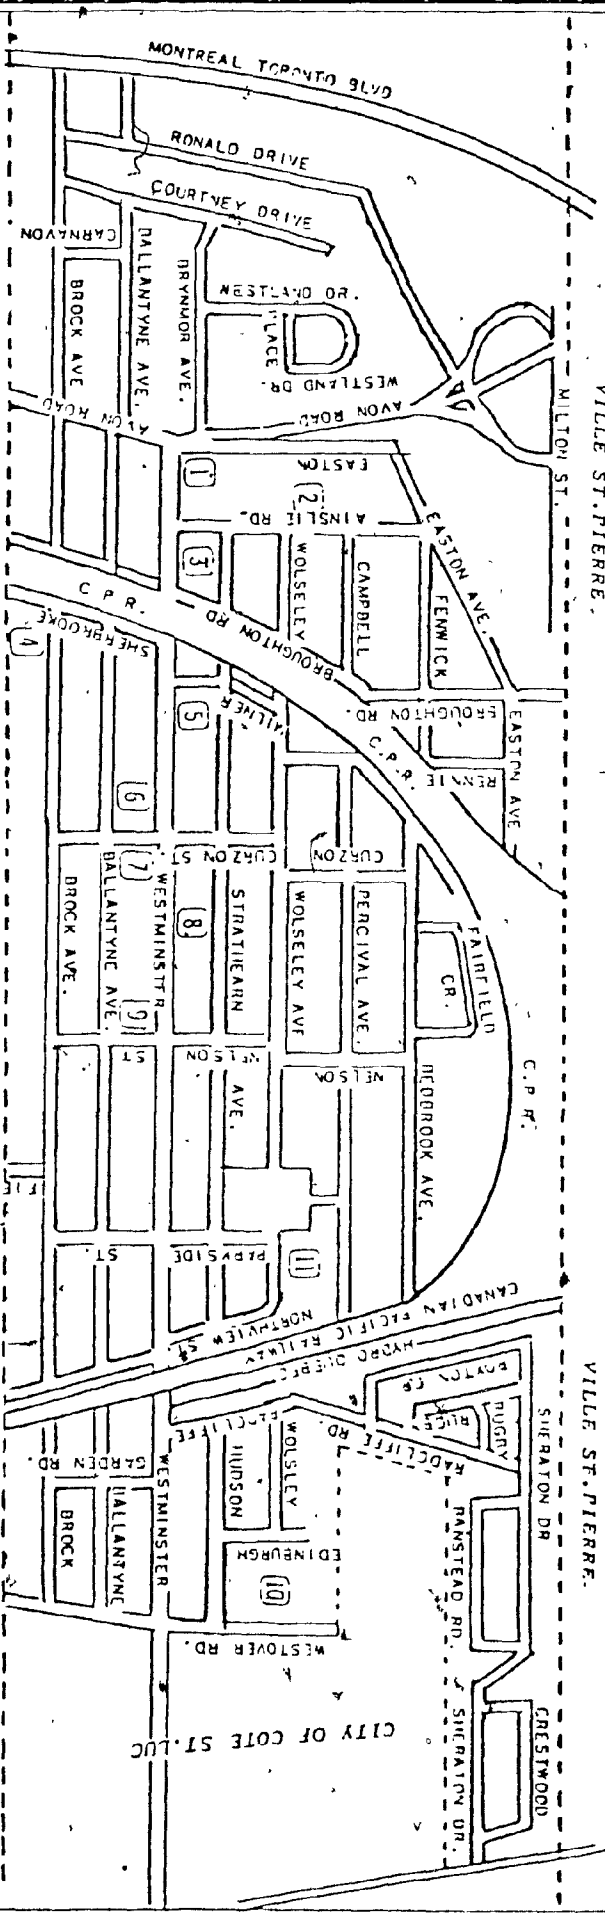 MONTREAL TORONTO BLVD
RONALD DRIVE
COURTNEY DRIVE
CARNAVON
BROCK AVE
BALLANTYNE AVE.
BRYNMOR AVE.
WESTLAND DR.
PLACE
WESTLAND DR.
AVON ROAD
AVON ROAD
MILTON ST.
VILLE ST.PIERRE.
EASTON
1
2
AINSLIE RD.
EASTON AVE.
3
WOLSELEY
CAMPBELL
FENWICK
C.P.R.
BROUGHTON RD
SHERBROOKE
4
BROUGHTON RD.
EASTON AVE
5
MILNER
C.P.R.
RENNIE
6
CURZON ST
CURZON
7
BROCK AVE.
BALLANTYNE AVE.
WESTMINSTER
8
STRATHEARN
AVE.
WOLSELEY AVE
PERCIVAL AVE.
FAIRFIELD
CR.
9
NELSON
ST
NELSON
BEDBROOK AVE.
C.P.R.
PARKSIDE
ST.
11
NORTHVIEW
CANADIAN PACIFIC RAILWAY
HYDRO QUEBEC
VILLE ST.PIERRE.
SHERATON DR
RUGBY
RADCLIFFE
RADCLIFFE RD.
GARDEN RD.
WESTMINSTER
HUDSON
WOLSLEY
BROCK
BALLANTYNE
EDINBURGH
10
BANSTEAD RD.
WESTOVER RD.
CITY OF COTE ST.LUC
SHERATON DR.
CRESTWOOD